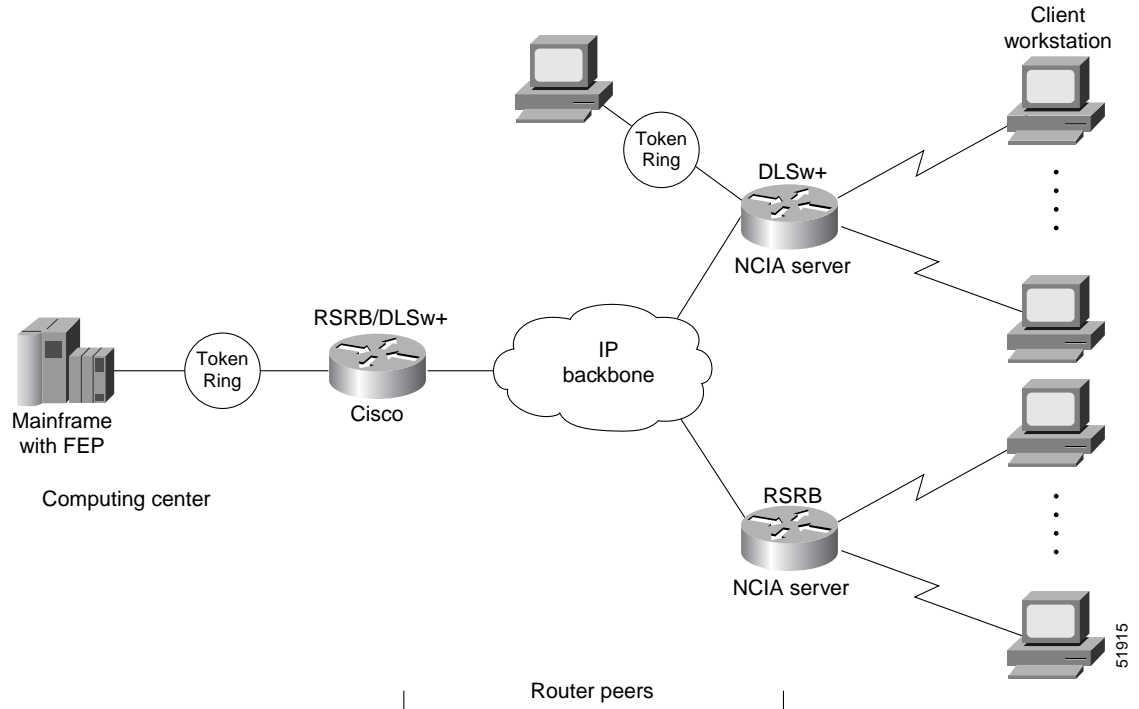 Client
workstation
Token
Ring
DLSw+
NCIA server
RSRB/DLSw+
Token
Ring
IP
backbone
Cisco
Mainframe
with FEP
Computing center
RSRB
NCIA server
51915
Router peers